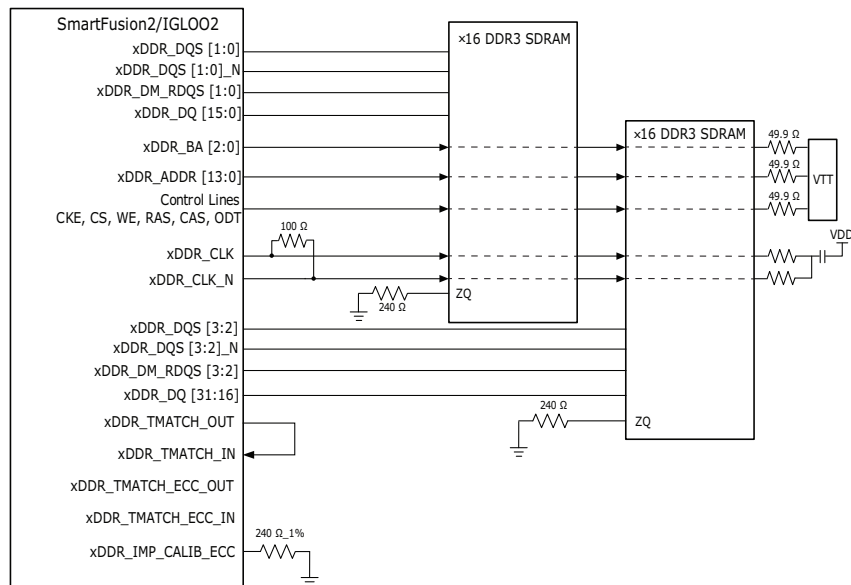 SmartFusion2/IGLOO2
xDDR_DQS [1:0]
xDDR_DQS [1:0]_N
xDDR_DM_RDQS [1:0]
xDDR_DQ [15:0]
xDDR_BA [2:0]
xDDR_ADDR [13:0]
Control Lines
CKE, CS, WE, RAS, CAS, ODT
100 Ω
xDDR_CLK
xDDR_CLK_N
240 Ω
ZQ
×16 DDR3 SDRAM
×16 DDR3 SDRAM
49.9 Ω
49.9 Ω
49.9 Ω
VTT
VDD
xDDR_DQS [3:2]
xDDR_DQS [3:2]_N
xDDR_DM_RDQS [3:2]
xDDR_DQ [31:16]
240 Ω
ZQ
xDDR_TMATCH_OUT
xDDR_TMATCH_IN
xDDR_TMATCH_ECC_OUT
xDDR_TMATCH_ECC_IN
xDDR_IMP_CALIB_ECC
240 Ω_1%